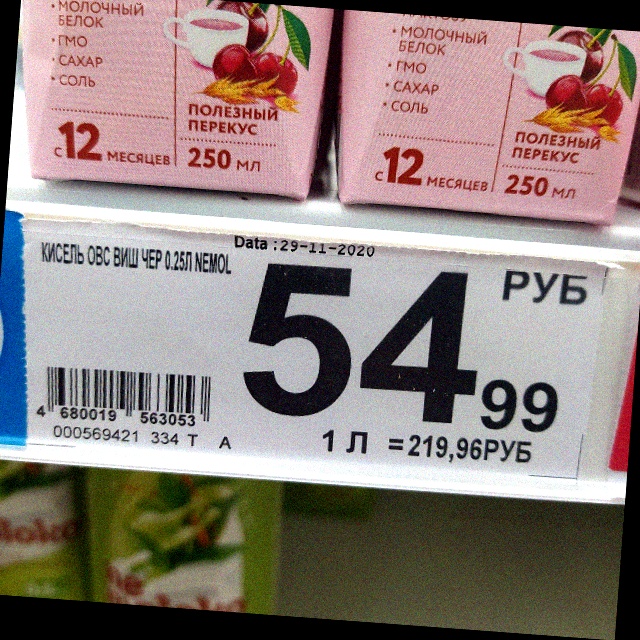 • МОЛОЧНЫЙ
БЕЛОК
• ГМО
• САХАР
• СОЛЬ
ПОЛЕЗНЫЙ
ПЕРЕКУС
с 12 МЕСЯЦЕВ
250 МЛ
• МОЛОЧНЫЙ
БЕЛОК
• ГМО
• САХАР
• СОЛЬ
ПОЛЕЗНЫЙ
ПЕРЕКУС
с 12 МЕСЯЦЕВ
250 МЛ
Data :29-11-2020
КИСЕЛЬ ОВС ВИШ ЧЕР 0.25Л NEMOL
54 99
РУБ
4 680019 563053
000569421 334 Т А
1 Л =219,96РУБ